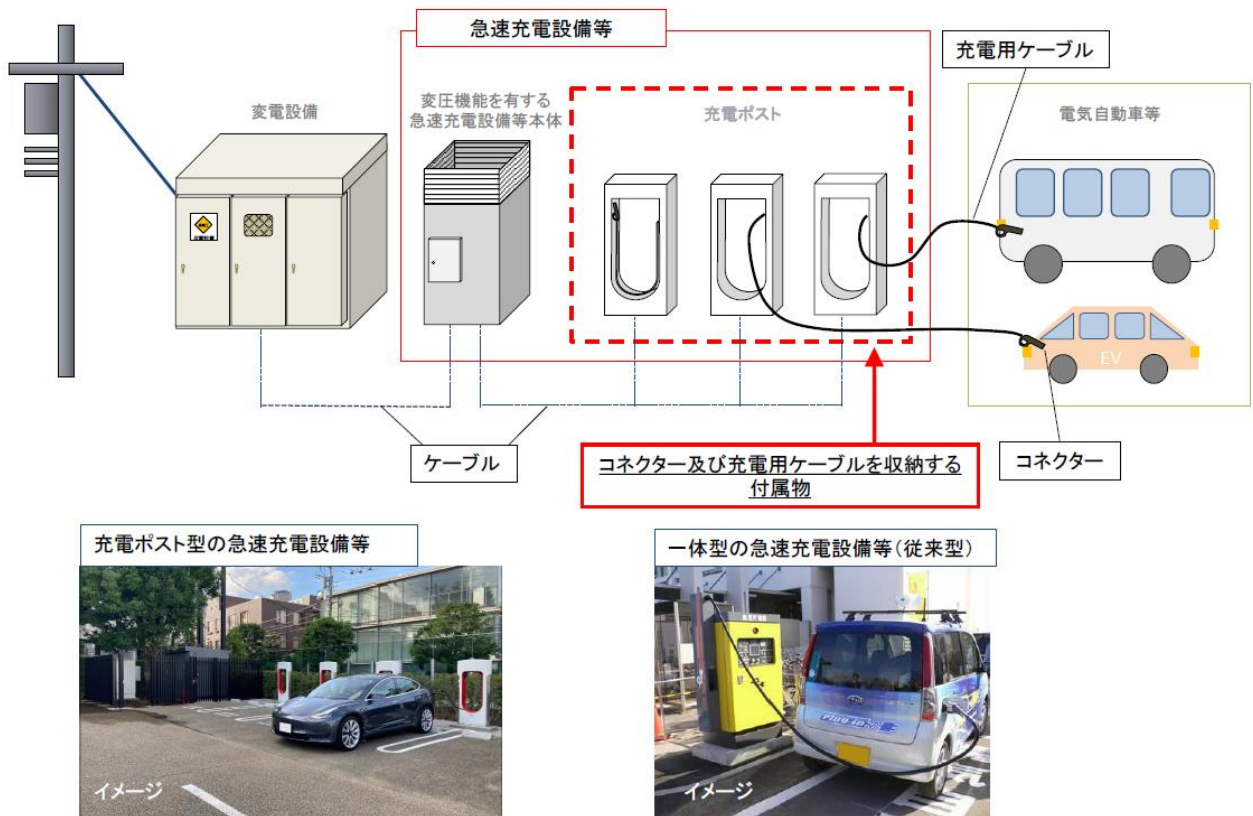 急速充電設備等
充電用ケーブル
変電設備
変圧機能を有する
急速充電設備等本体
充電ポスト
電気自動車等
EV
ケーブル
コネクター及び充電用ケーブルを収納する
付属物
コネクター
充電ポスト型の急速充電設備等
一体型の急速充電設備等(従来型)
Plug-in
イメージ
イメージ